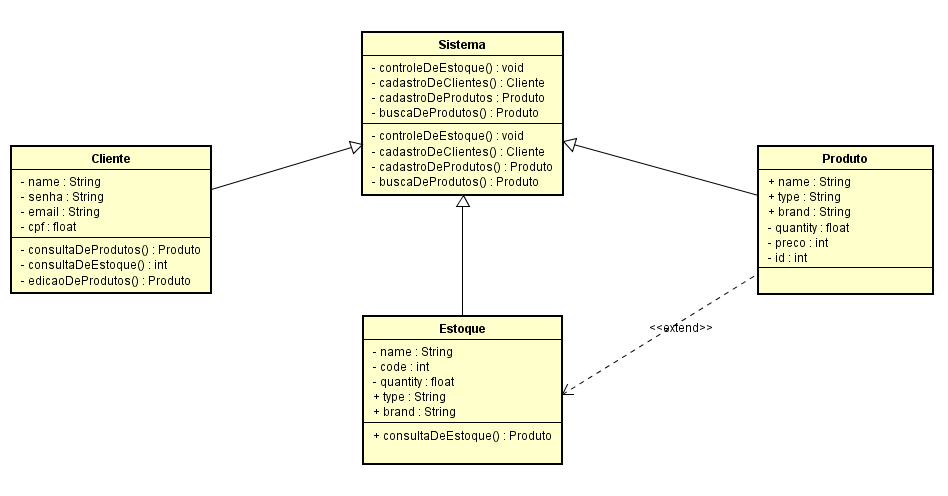 Sistema
- controleDeEstoque() : void
- cadastroDeClientes() : Cliente
- cadastroDeProdutos : Produto
- buscaDeProdutos() : Produto
- controleDeEstoque() : void
- cadastroDeClientes() : Cliente
- cadastroDeProdutos() : Produto
- buscaDeProdutos() : Produto
Cliente
- name : String
- senha : String
- email : String
- cpf : float
- consultaDeProdutos() : Produto
- consultaDeEstoque() : int
- edicaoDeProdutos() : Produto
Produto
+ name : String
+ type : String
+ brand : String
- quantity : float
- preco : int
- id : int
<<extend>>
Estoque
- name : String
- code : int
- quantity : float
+ type : String
+ brand : String
+ consultaDeEstoque() : Produto